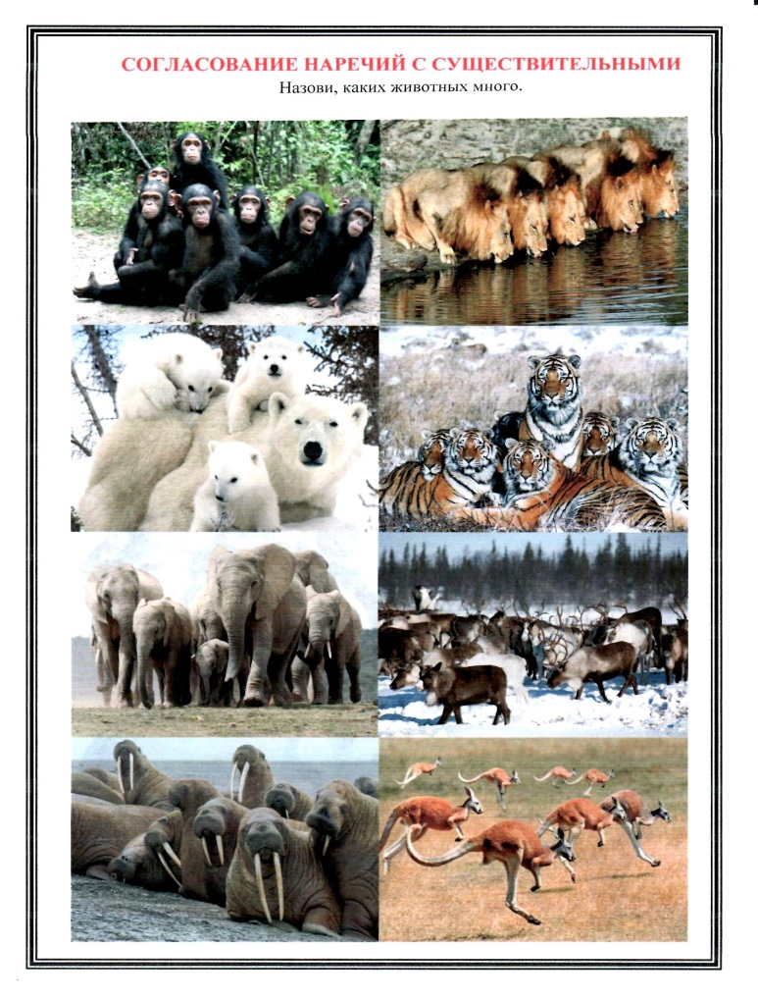 СОГЛАСОВАНИЕ НАРЕЧИЙ С СУЩЕСТВИТЕЛЬНЫМИ
Назови, каких животных много.